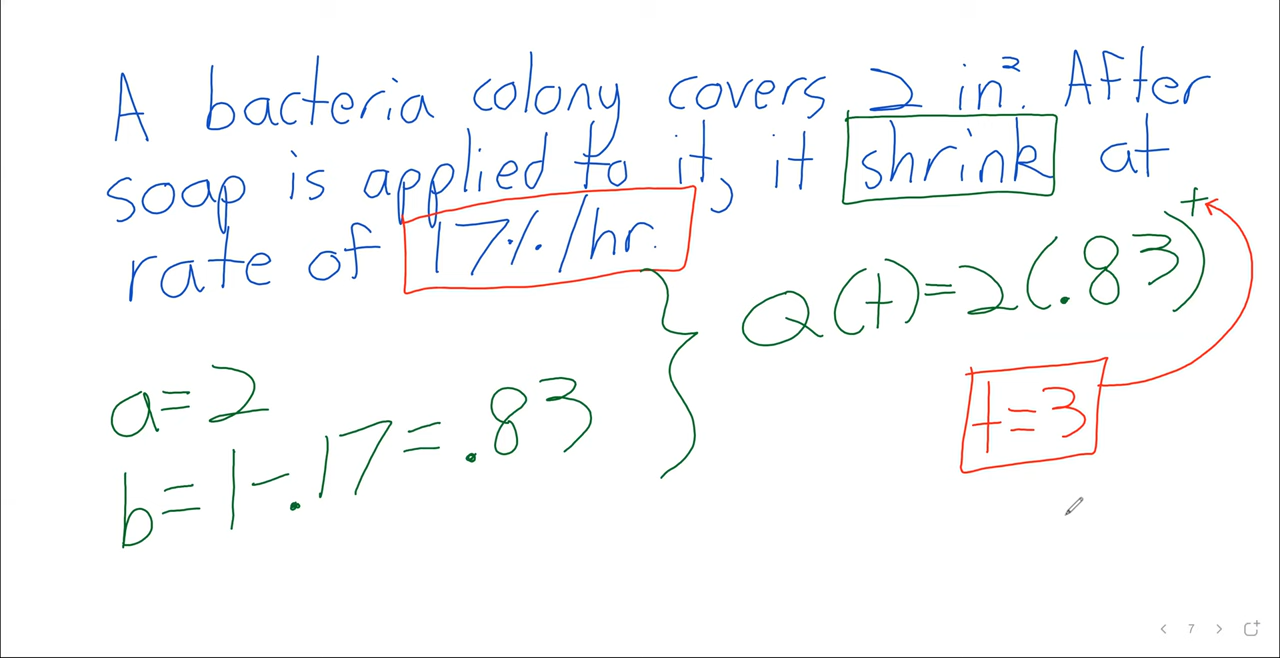 A bacteria colony covers 2 in². After
soap is applied to it, it shrink at
rate of 17%/hr.
Q(t)=2(.83)^t
a=2
b=1-.17=.83
t=3
7